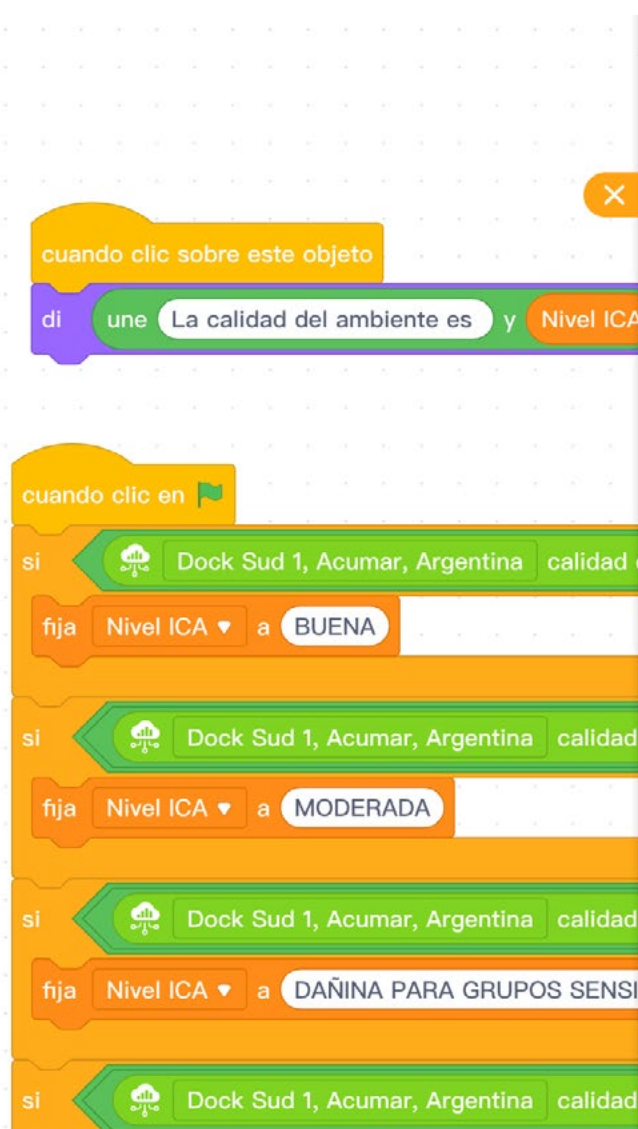 cuando clic sobre este objeto
di une La calidad del ambiente es y Nivel ICA
cuando clic en
si Dock Sud 1, Acumar, Argentina calidad
fija Nivel ICA a BUENA
si Dock Sud 1, Acumar, Argentina calidad
fija Nivel ICA a MODERADA
si Dock Sud 1, Acumar, Argentina calidad
fija Nivel ICA a DAÑINA PARA GRUPOS SENSI
si Dock Sud 1, Acumar, Argentina calidad